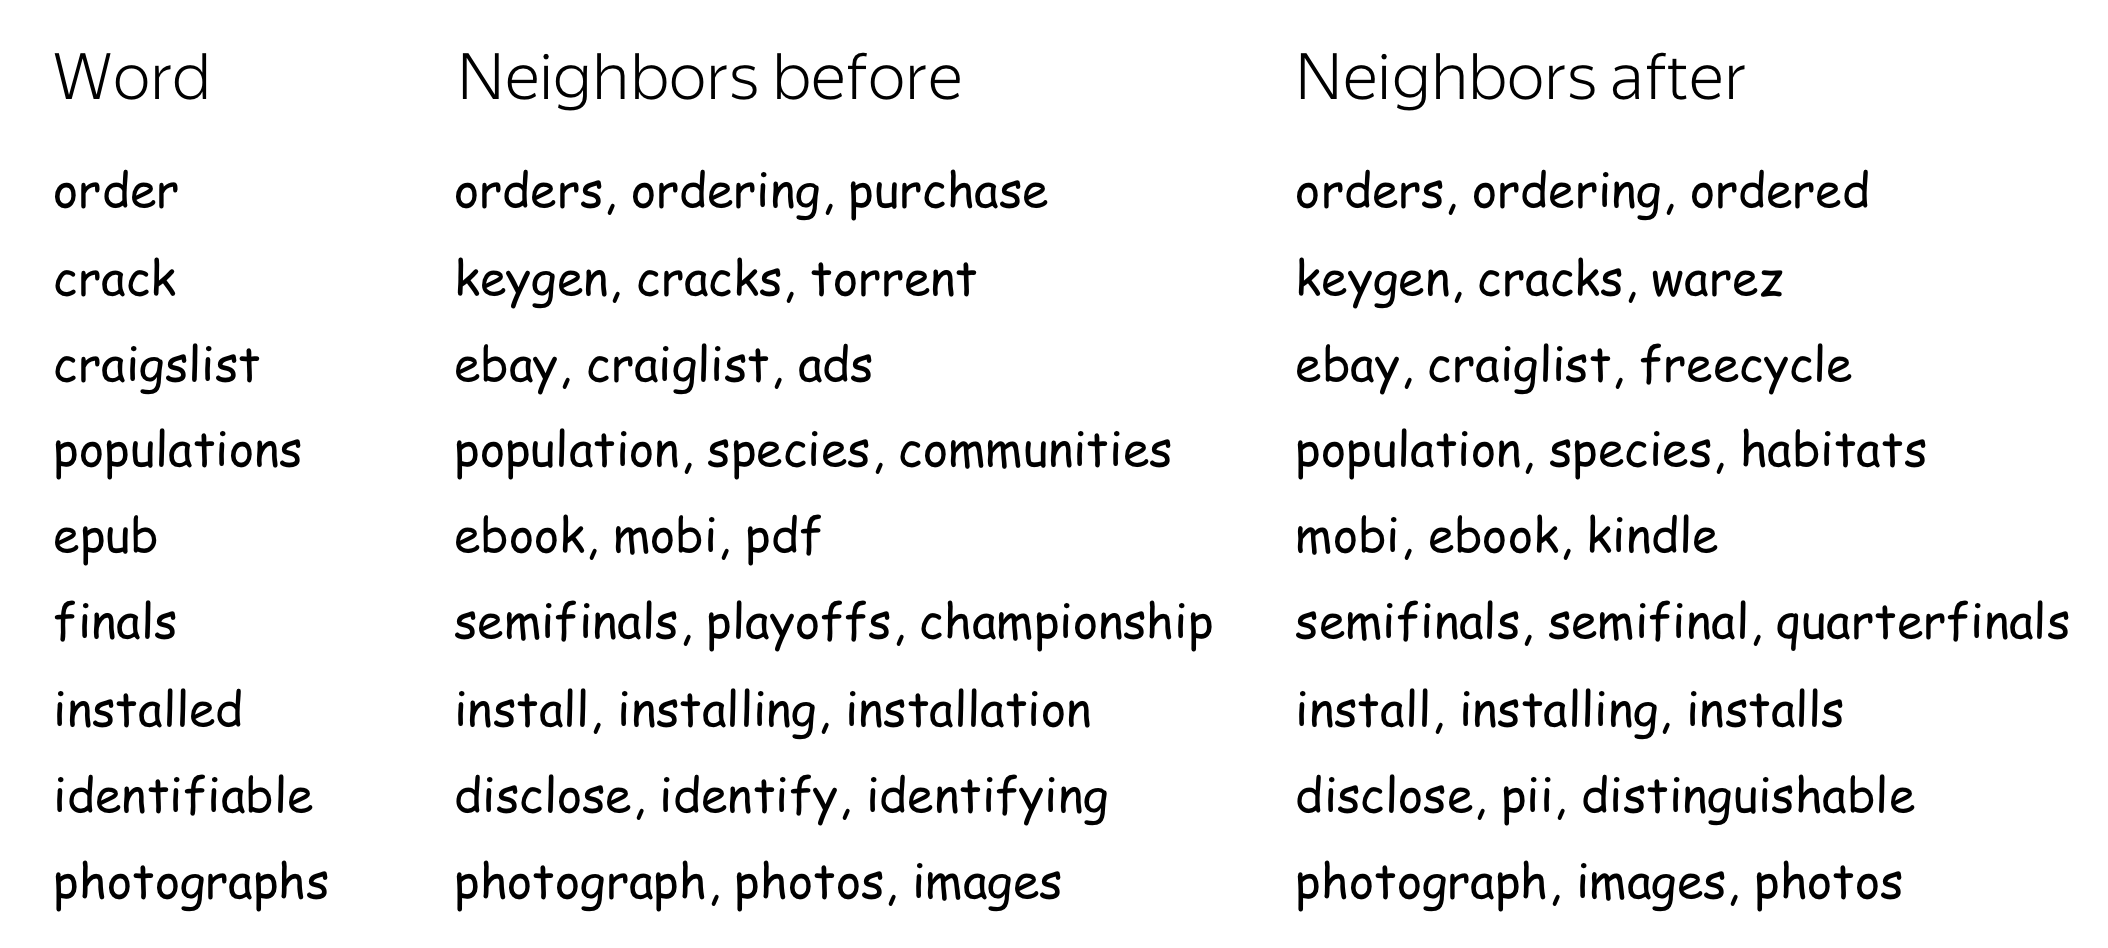 Word Neighbors before Neighbors after
order orders, ordering, purchase orders, ordering, ordered
crack keygen, cracks, torrent keygen, cracks, warez
craigslist ebay, craiglist, ads ebay, craiglist, freecycle
populations population, species, communities population, species, habitats
epub ebook, mobi, pdf mobi, ebook, kindle
finals semifinals, playoffs, championship semifinals, semifinal, quarterfinals
installed install, installing, installation install, installing, installs
identifiable disclose, identify, identifying disclose, pii, distinguishable
photographs photograph, photos, images photograph, images, photos